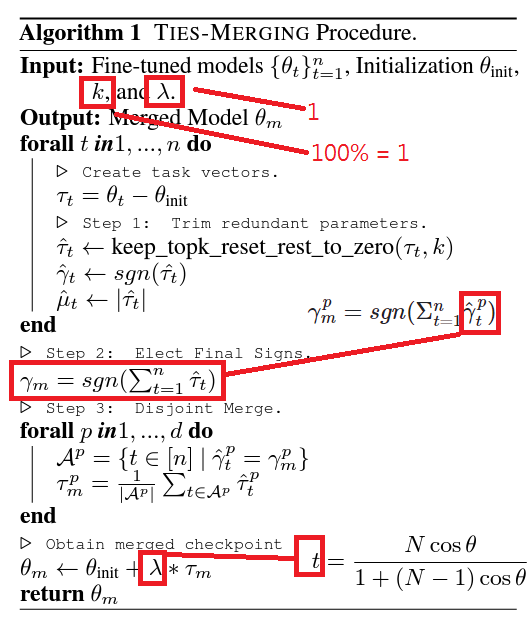 Algorithm 1 TIES-MERGING Procedure.
Input: Fine-tuned models {θ_t}_{t=1}^n, Initialization θ_init,
k, and λ.
1
Output: Merged Model θ_m
forall t in 1, ..., n do
100% = 1
▷ Create task vectors.
τ_t = θ_t − θ_init
▷ Step 1: Trim redundant parameters.
τ̂_t ← keep_topk_reset_rest_to_zero(τ_t, k)
γ̂_t ← sgn(τ̂_t)
μ̂_t ← |τ̂_t|
γ_m^p = sgn(Σ_{t=1}^n γ̂_t^p)
end
▷ Step 2: Elect Final Signs.
γ_m = sgn(∑_{t=1}^n τ̂_t)
▷ Step 3: Disjoint Merge.
forall p in 1, ..., d do
𝒜^p = {t ∈ [n] | γ̂_t^p = γ_m^p}
τ_m^p = \frac{1}{|𝒜^p|} ∑_{t∈𝒜^p} τ̂_t^p
end
▷ Obtain merged checkpoint
θ_m ← θ_init + λ * τ_m
t = \frac{N cos θ}{1 + (N − 1) cos θ}
return θ_m